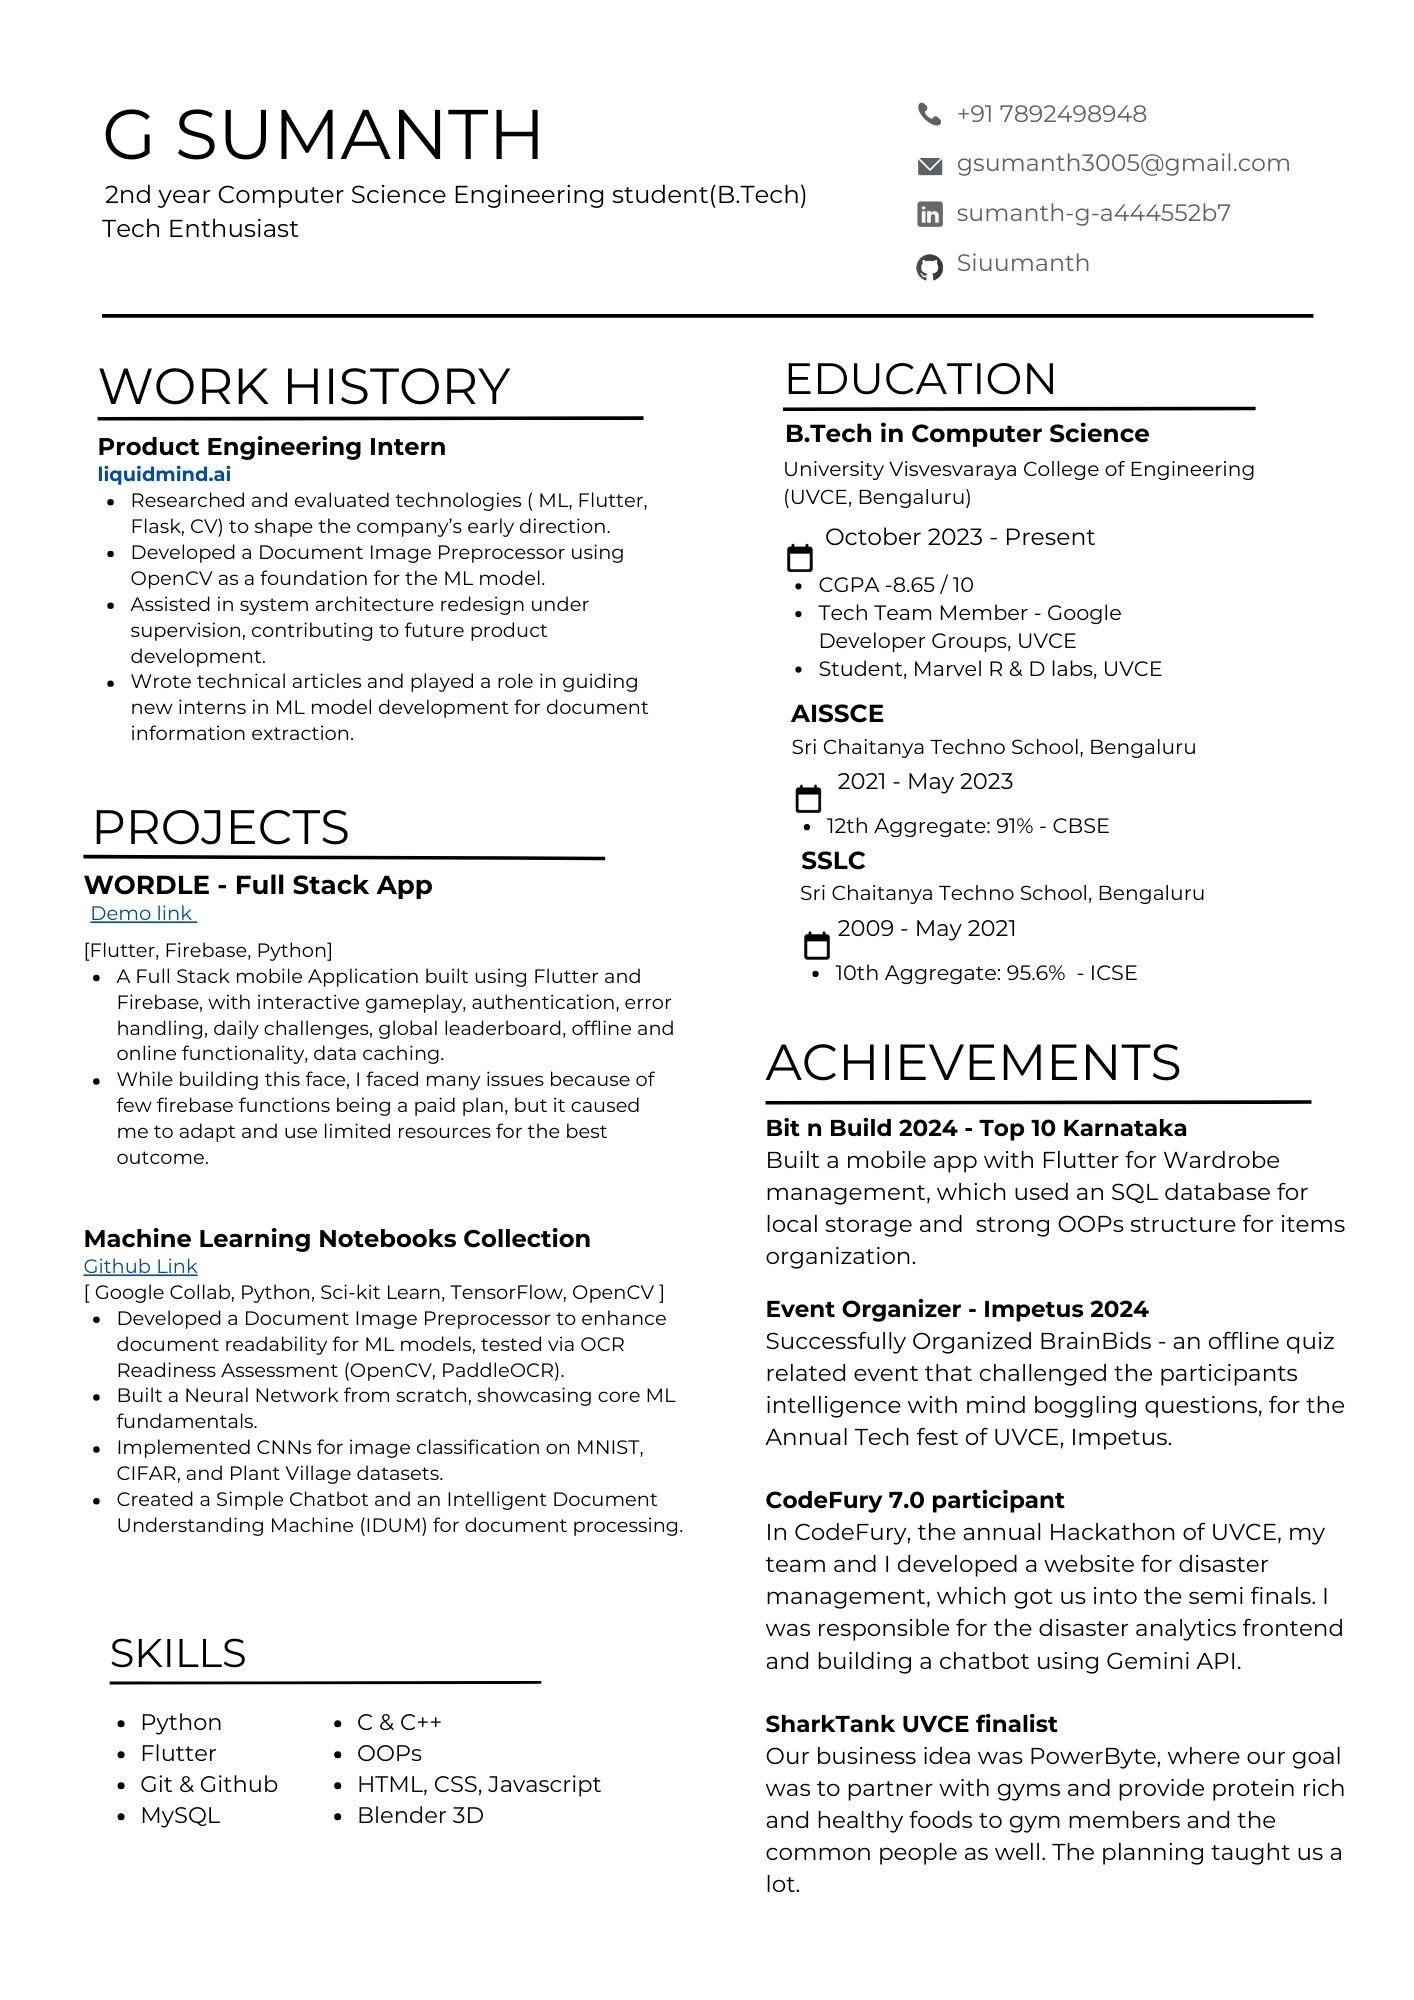 G SUMANTH
2nd year Computer Science Engineering student(B.Tech)
Tech Enthusiast
+91 7892498948
gsumanth3005@gmail.com
sumanth-g-a444552b7
Siuumanth
WORK HISTORY
Product Engineering Intern
liquidmind.ai
• Researched and evaluated technologies ( ML, Flutter,
Flask, CV) to shape the company’s early direction.
• Developed a Document Image Preprocessor using
OpenCV as a foundation for the ML model.
• Assisted in system architecture redesign under
supervision, contributing to future product
development.
• Wrote technical articles and played a role in guiding
new interns in ML model development for document
information extraction.
PROJECTS
WORDLE - Full Stack App
Demo link
[Flutter, Firebase, Python]
• A Full Stack mobile Application built using Flutter and
Firebase, with interactive gameplay, authentication, error
handling, daily challenges, global leaderboard, offline and
online functionality, data caching.
• While building this face, I faced many issues because of
few firebase functions being a paid plan, but it caused
me to adapt and use limited resources for the best
outcome.
Machine Learning Notebooks Collection
Github Link
[ Google Collab, Python, Sci-kit Learn, TensorFlow, OpenCV ]
• Developed a Document Image Preprocessor to enhance
document readability for ML models, tested via OCR
Readiness Assessment (OpenCV, PaddleOCR).
• Built a Neural Network from scratch, showcasing core ML
fundamentals.
• Implemented CNNs for image classification on MNIST,
CIFAR, and Plant Village datasets.
• Created a Simple Chatbot and an Intelligent Document
Understanding Machine (IDUM) for document processing.
SKILLS
• Python
• Flutter
• Git & Github
• MySQL
• C & C++
• OOPs
• HTML, CSS, Javascript
• Blender 3D
EDUCATION
B.Tech in Computer Science
University Visvesvaraya College of Engineering
(UVCE, Bengaluru)
October 2023 - Present
• CGPA -8.65 / 10
• Tech Team Member - Google
Developer Groups, UVCE
• Student, Marvel R & D labs, UVCE
AISSCE
Sri Chaitanya Techno School, Bengaluru
2021 - May 2023
• 12th Aggregate: 91% - CBSE
SSLC
Sri Chaitanya Techno School, Bengaluru
2009 - May 2021
• 10th Aggregate: 95.6%  - ICSE
ACHIEVEMENTS
Bit n Build 2024 - Top 10 Karnataka
Built a mobile app with Flutter for Wardrobe
management, which used an SQL database for
local storage and  strong OOPs structure for items
organization.
Event Organizer - Impetus 2024
Successfully Organized BrainBids - an offline quiz
related event that challenged the participants
intelligence with mind boggling questions, for the
Annual Tech fest of UVCE, Impetus.
CodeFury 7.0 participant
In CodeFury, the annual Hackathon of UVCE, my
team and I developed a website for disaster
management, which got us into the semi finals. I
was responsible for the disaster analytics frontend
and building a chatbot using Gemini API.
SharkTank UVCE finalist
Our business idea was PowerByte, where our goal
was to partner with gyms and provide protein rich
and healthy foods to gym members and the
common people as well. The planning taught us a
lot.